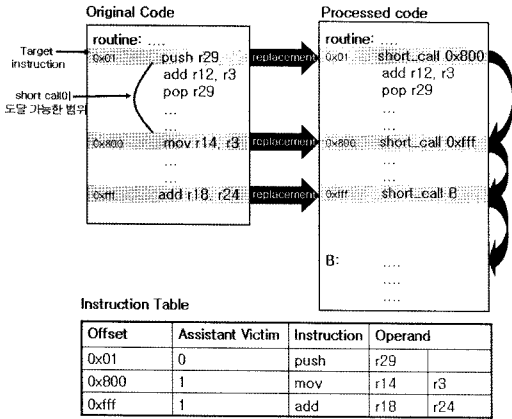 Original Code
Processed code
routine: ....
Target
instruction
0x01 push r29
add r12, r3
pop r29
...
...
short call이
도달 가능한 범위
0x800 mov r14, r3
...
...
0xfff add r18, r24
replacement
replacement
replacement
routine: ....
0x01 short_call 0x800
add r12, r3
pop r29
...
...
0x800 short_call 0xfff
...
...
0xfff short_call B
B: ....
....
....
Instruction Table
Offset Assistant Victim Instruction Operand
0x01 0 push r29
0x800 1 mov r14 r3
0xfff 1 add r18 r24